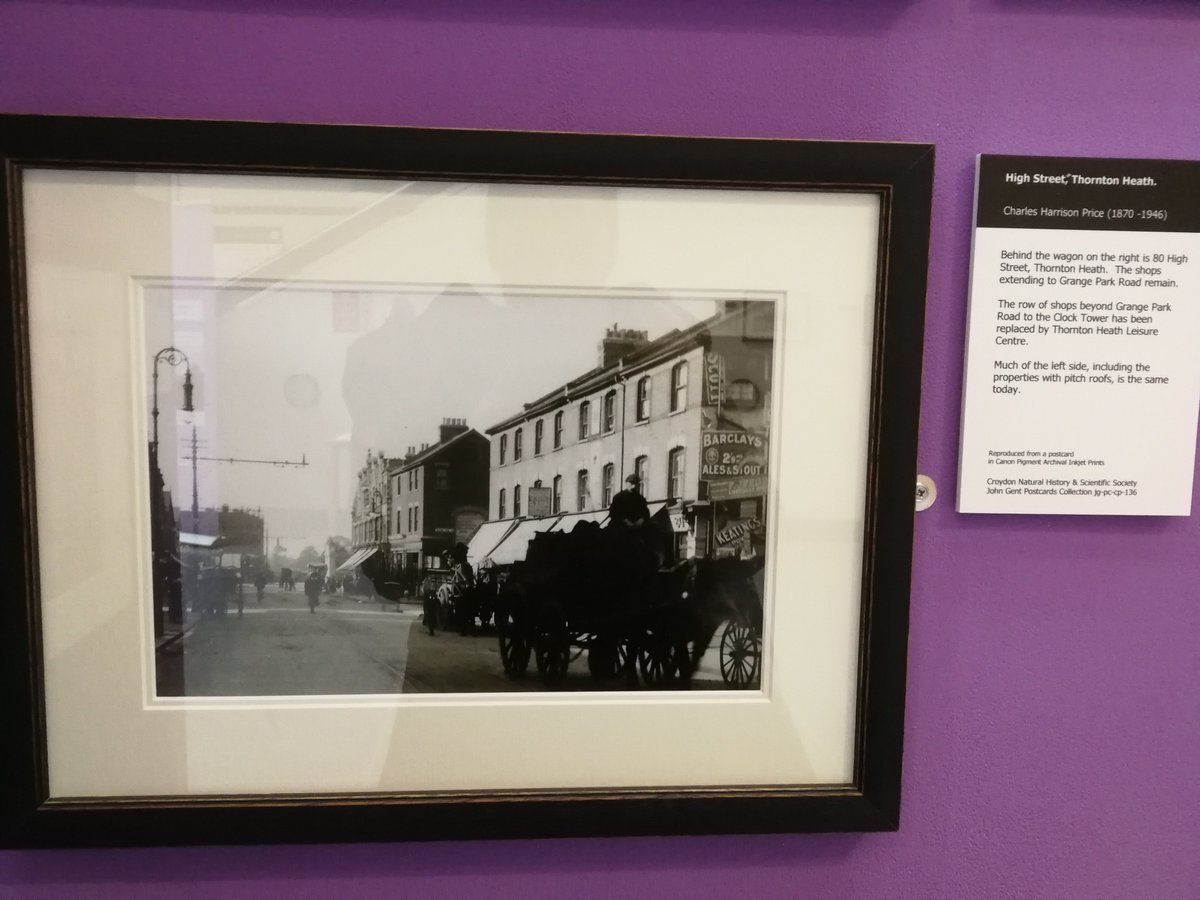 BARCLAYS
ALES & STOUT
KEATING'S
High Street, Thornton Heath.
Charles Harrison Price (1870 -1946)
Behind the wagon on the right is 80 High
Street, Thornton Heath. The shops
extending to Grange Park Road remain.
The row of shops beyond Grange Park
Road to the Clock Tower has been
replaced by Thornton Heath Leisure
Centre.
Much of the left side, including the
properties with pitch roofs, is the same
today.
Reproduced from a postcard
in Canon Pigment Archival Inkjet Prints
Croydon Natural History & Scientific Society
John Gent Postcards Collection jg-pc-cp-136